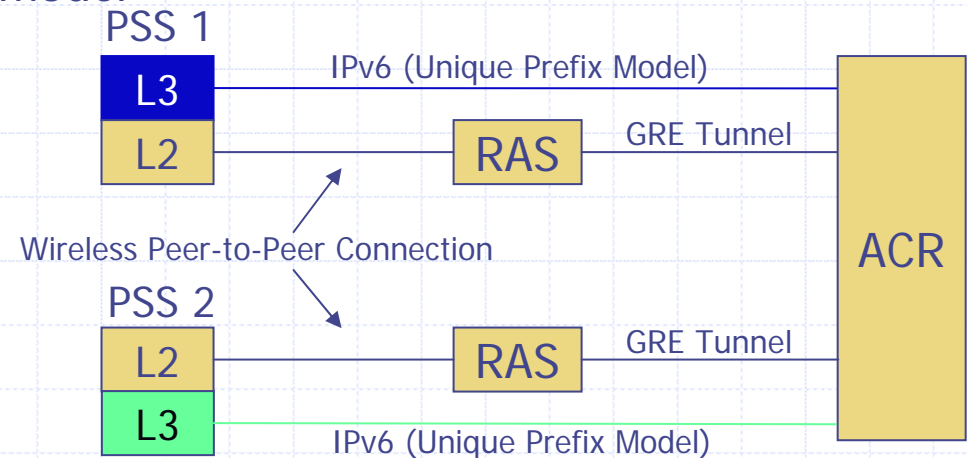 PSS 1
L3
IPv6 (Unique Prefix Model)
L2
RAS
GRE Tunnel
Wireless Peer-to-Peer Connection
ACR
PSS 2
L2
RAS
GRE Tunnel
L3
IPv6 (Unique Prefix Model)